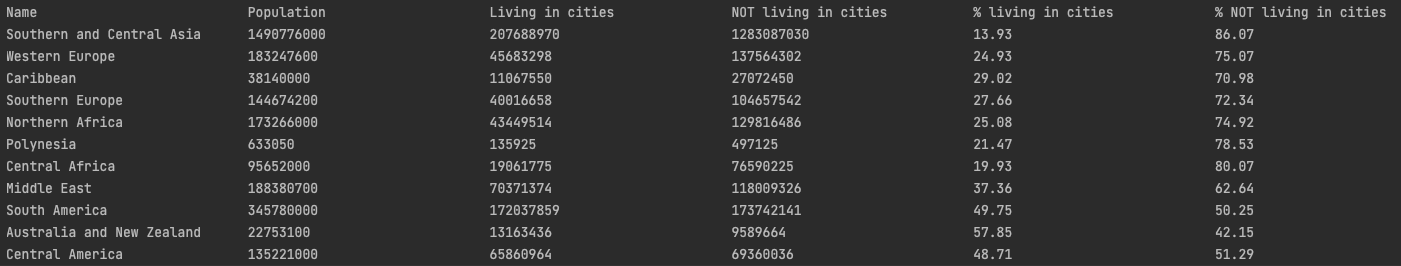 Name Population Living in cities NOT living in cities % living in cities % NOT living in cities
Southern and Central Asia 1490776000 207688970 1283087030 13.93 86.07
Western Europe 183247600 45683298 137564302 24.93 75.07
Caribbean 38140000 11067550 27072450 29.02 70.98
Southern Europe 144674200 40016658 104657542 27.66 72.34
Northern Africa 173266000 43449514 129816486 25.08 74.92
Polynesia 633050 135925 497125 21.47 78.53
Central Africa 95652000 19061775 76590225 19.93 80.07
Middle East 188380700 70371374 118009326 37.36 62.64
South America 345780000 172037859 173742141 49.75 50.25
Australia and New Zealand 22753100 13163436 9589664 57.85 42.15
Central America 135221000 65860964 69360036 48.71 51.29